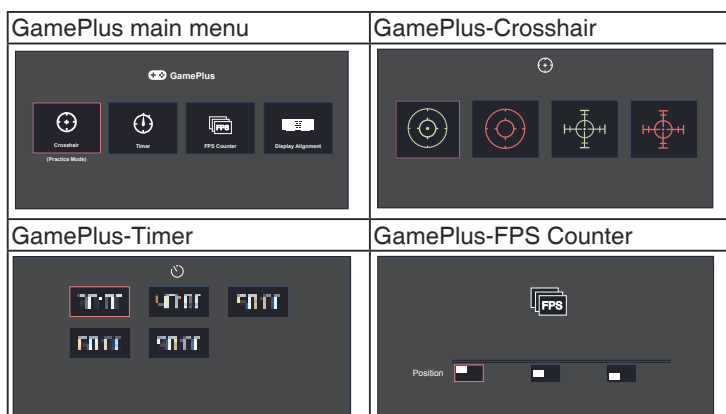 GamePlus main menu
GamePlus-Crosshair
GamePlus
Crosshair
Timer
FPS
FPS Counter
Display Alignment
(Practice Mode)
GamePlus-Timer
GamePlus-FPS Counter
FPS
Position